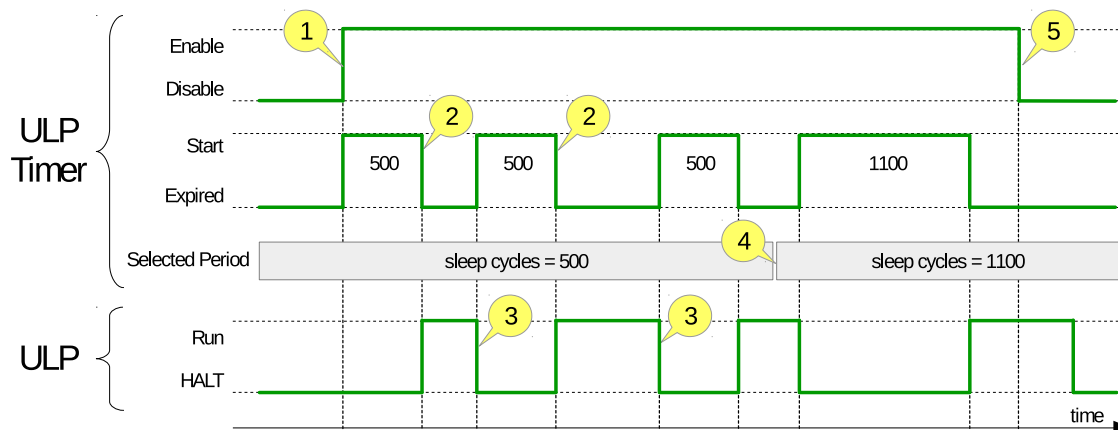 1
5
Enable
Disable
ULP
Timer
2
2
Start
500
500
500
1100
Expired
4
Selected Period
sleep cycles = 500
sleep cycles = 1100
3
3
ULP
Run
HALT
time